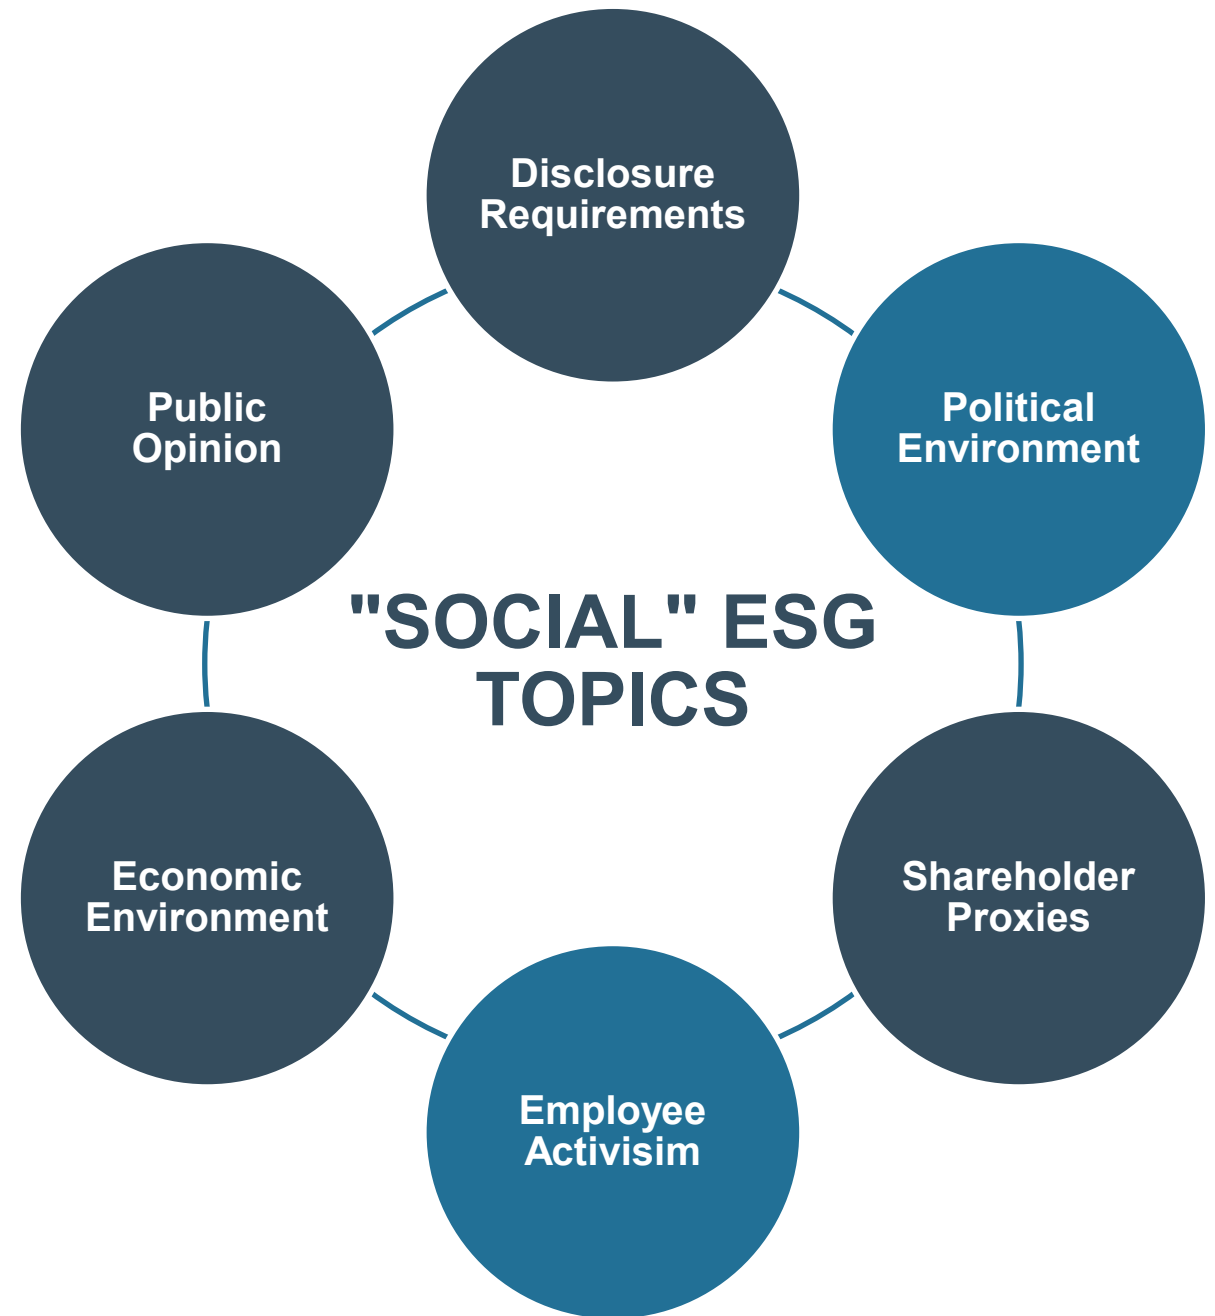 Disclosure
Requirements
Political
Environment
Shareholder
Proxies
Employee
Activisim
Economic
Environment
Public
Opinion
"SOCIAL" ESG
TOPICS